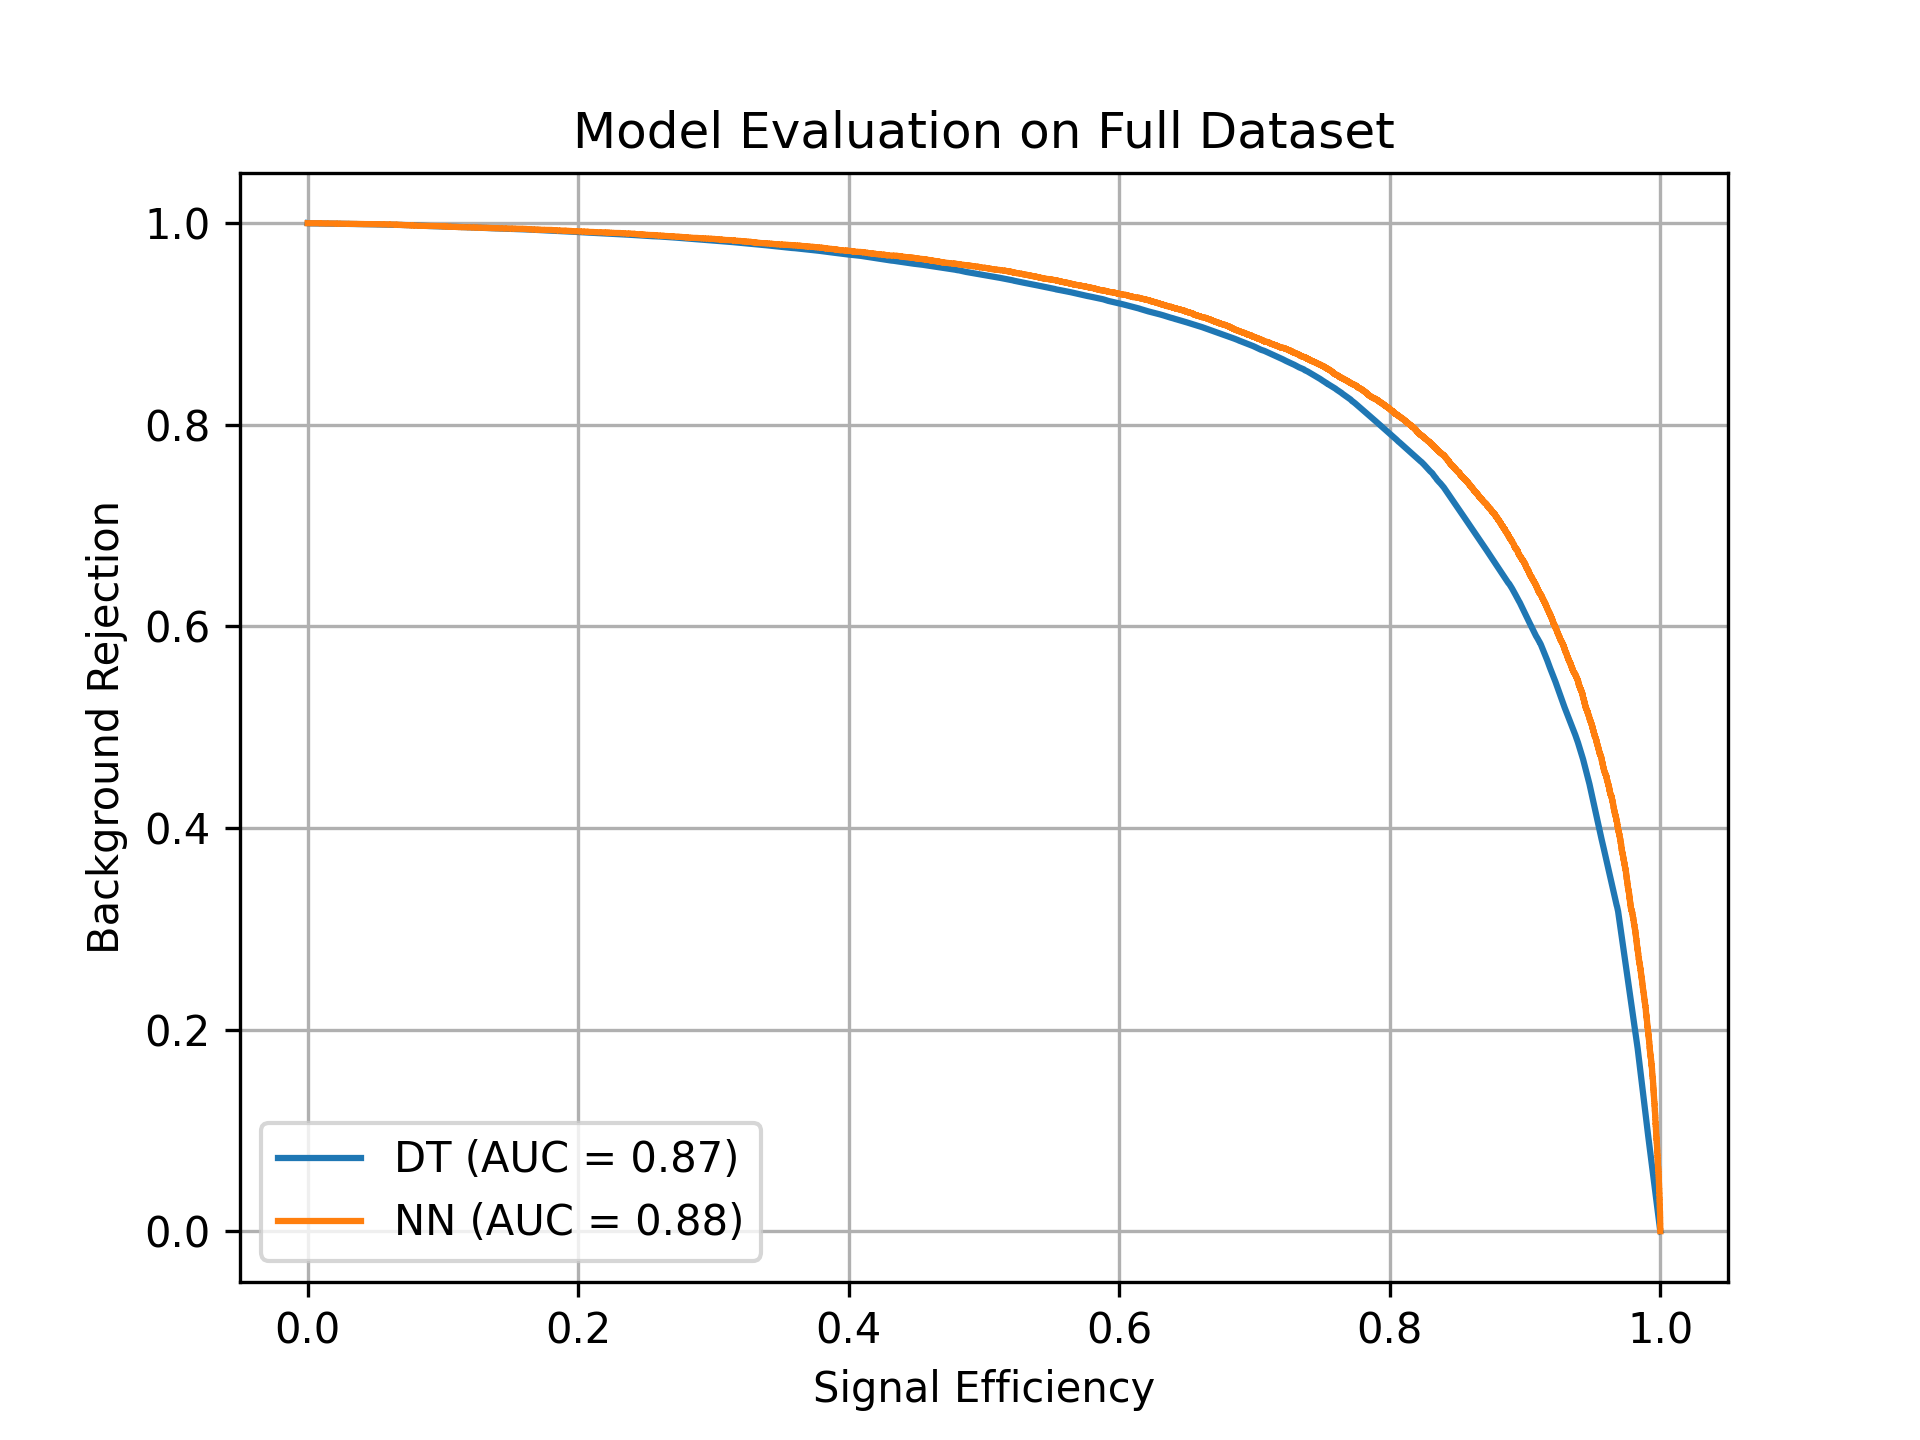 Model Evaluation on Full Dataset
Background Rejection
1.0
0.8
0.6
0.4
0.2
0.0
DT (AUC = 0.87)
NN (AUC = 0.88)
0.0 0.2 0.4 0.6 0.8 1.0
Signal Efficiency